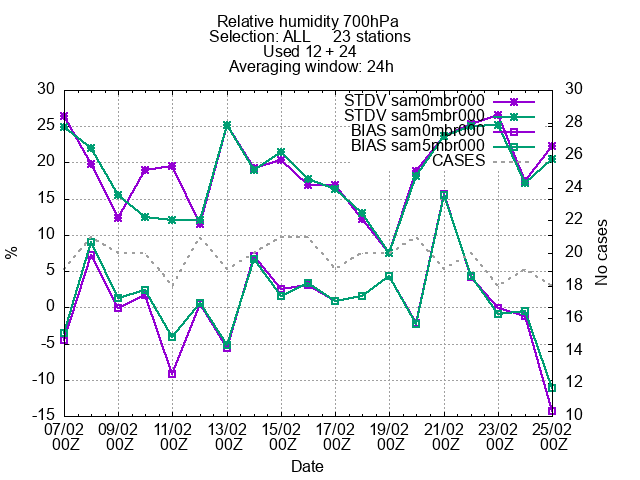 Relative humidity 700hPa
Selection: ALL 23 stations
Used 12 + 24
Averaging window: 24h
STDV sam0mbr000
STDV sam5mbr000
BIAS sam0mbr000
BIAS sam5mbr000
CASES
30
25
20
15
10
5
0
-5
-10
-15
%
30
28
26
24
22
20
18
16
14
12
10
No cases
07/02 09/02 11/02 13/02 15/02 17/02 19/02 21/02 23/02 25/02
00Z 00Z 00Z 00Z 00Z 00Z 00Z 00Z 00Z 00Z
Date